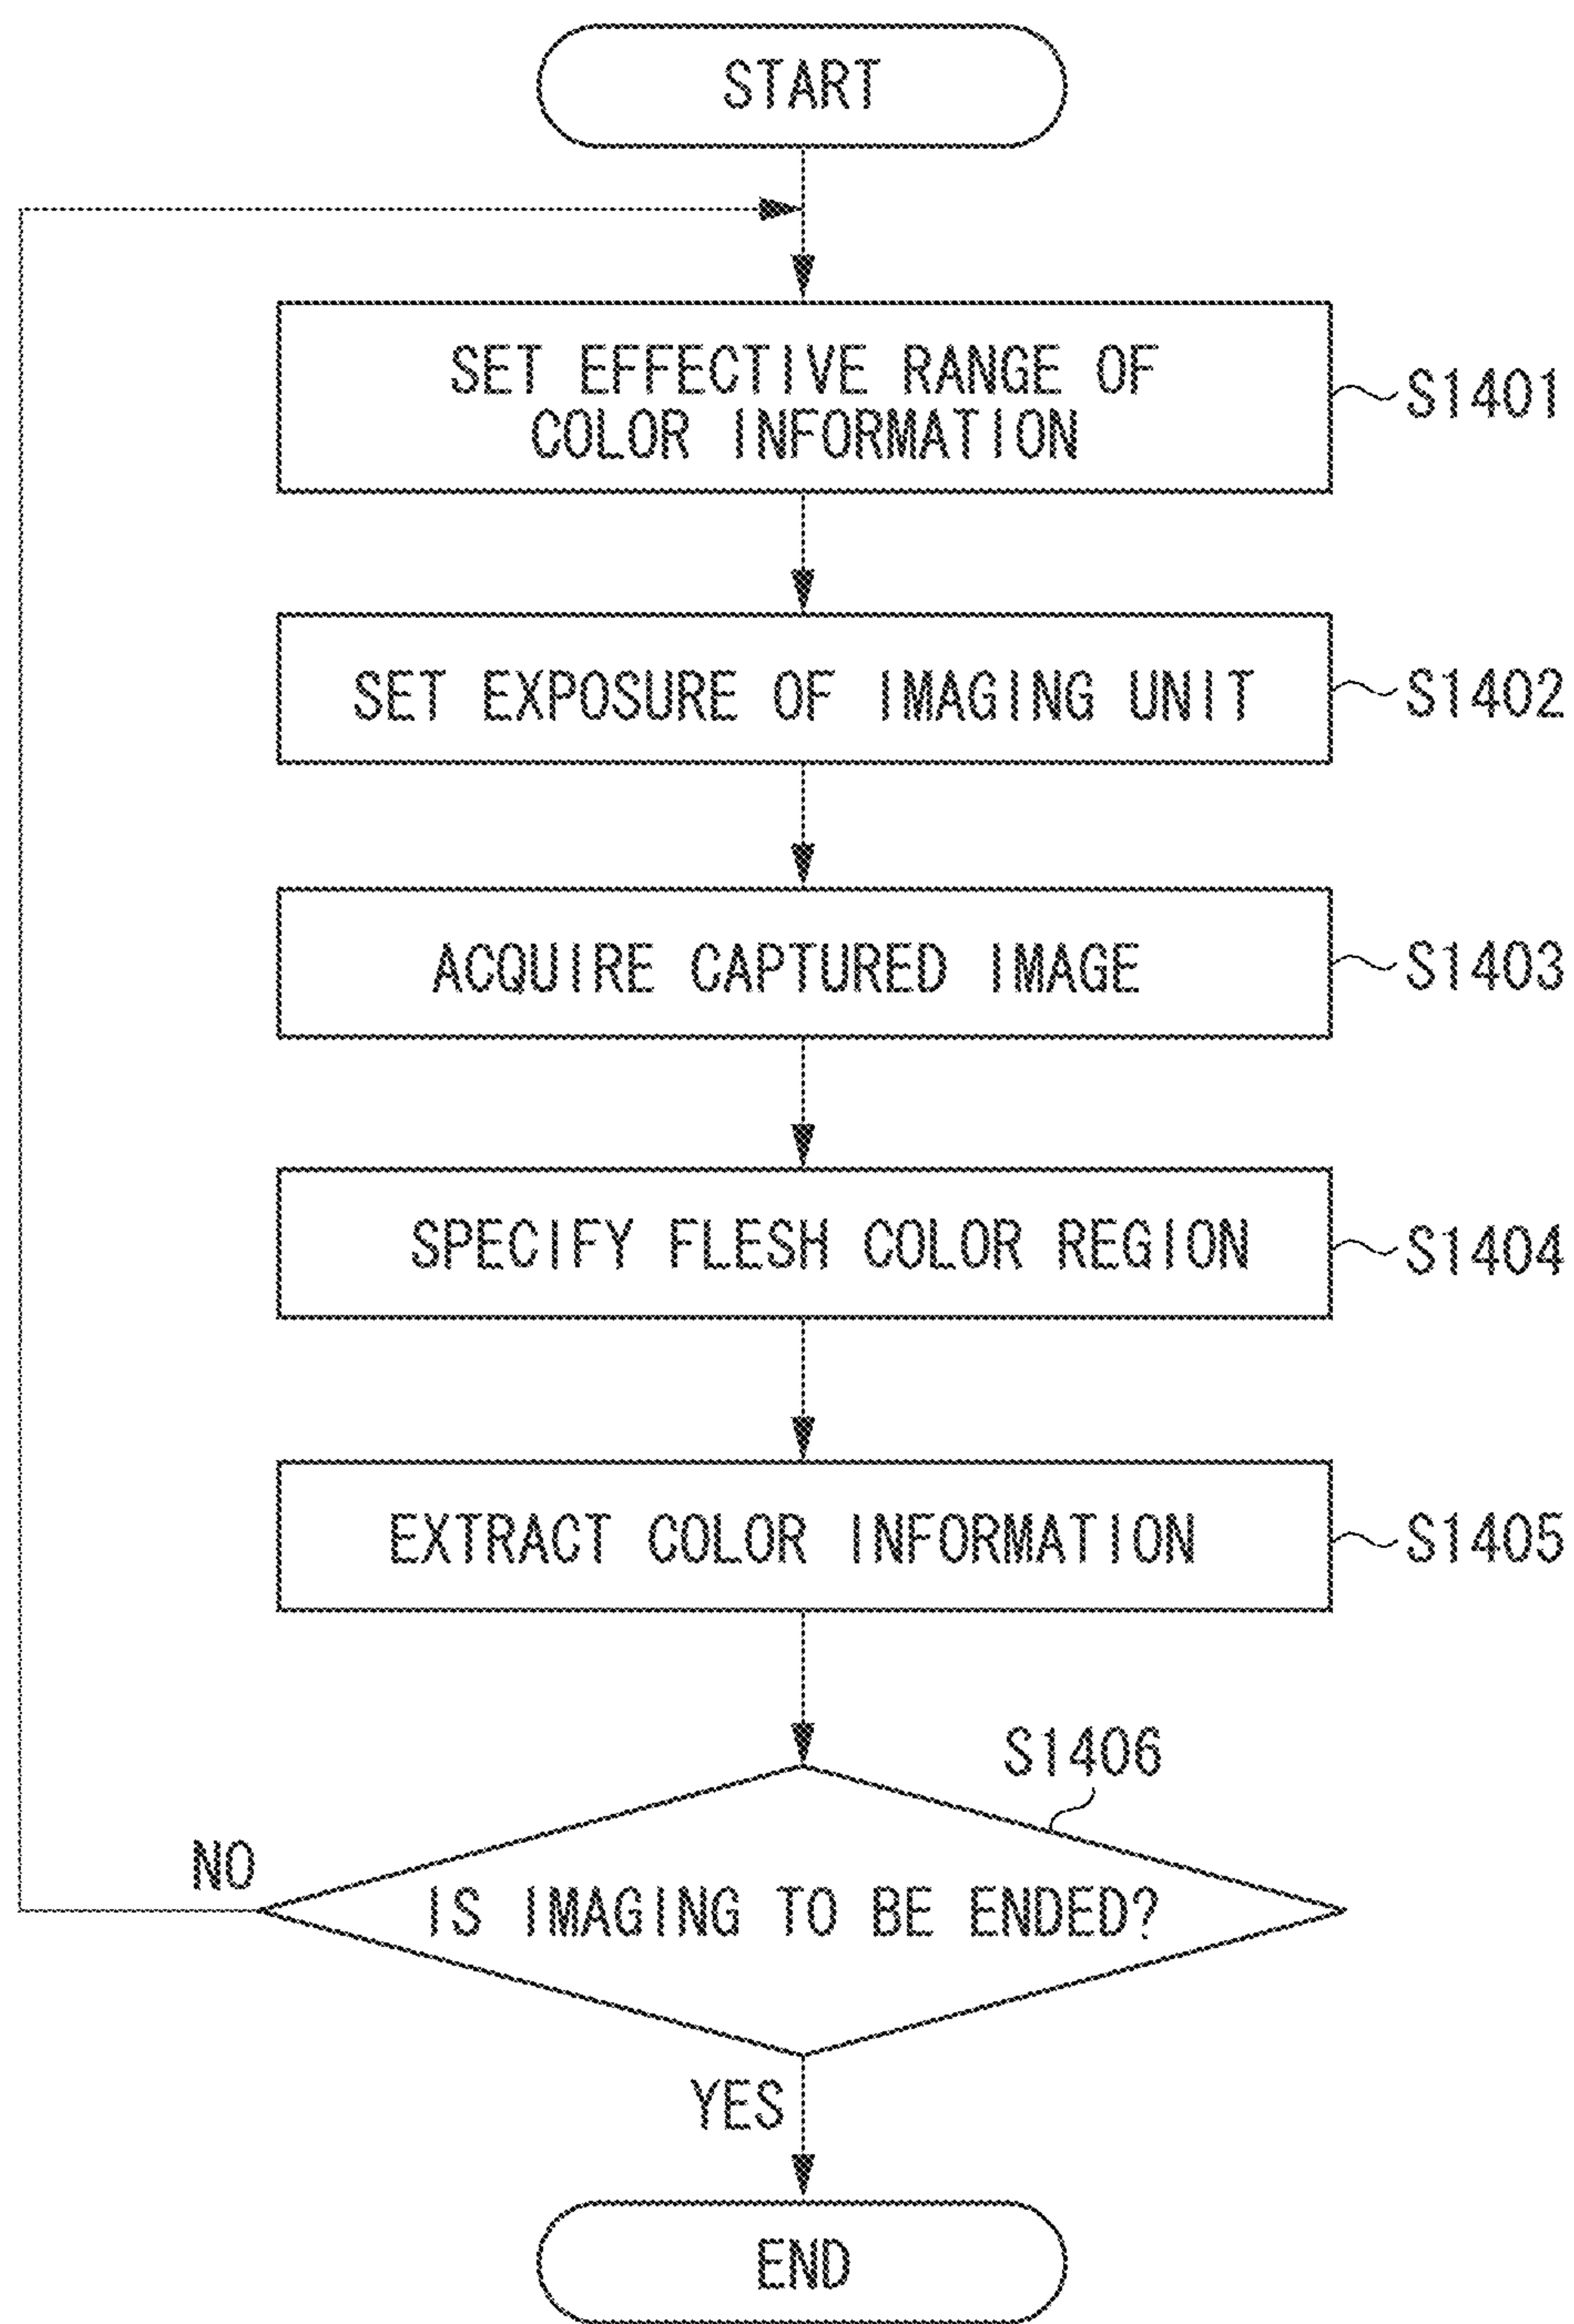 START
SET EFFECTIVE RANGE OF
COLOR INFORMATION
S1401
SET EXPOSURE OF IMAGING UNIT
S1402
ACQUIRE CAPTURED IMAGE
S1403
SPECIFY FLESH COLOR REGION
S1404
EXTRACT COLOR INFORMATION
S1405
S1406
NO
IS IMAGING TO BE ENDED?
YES
END